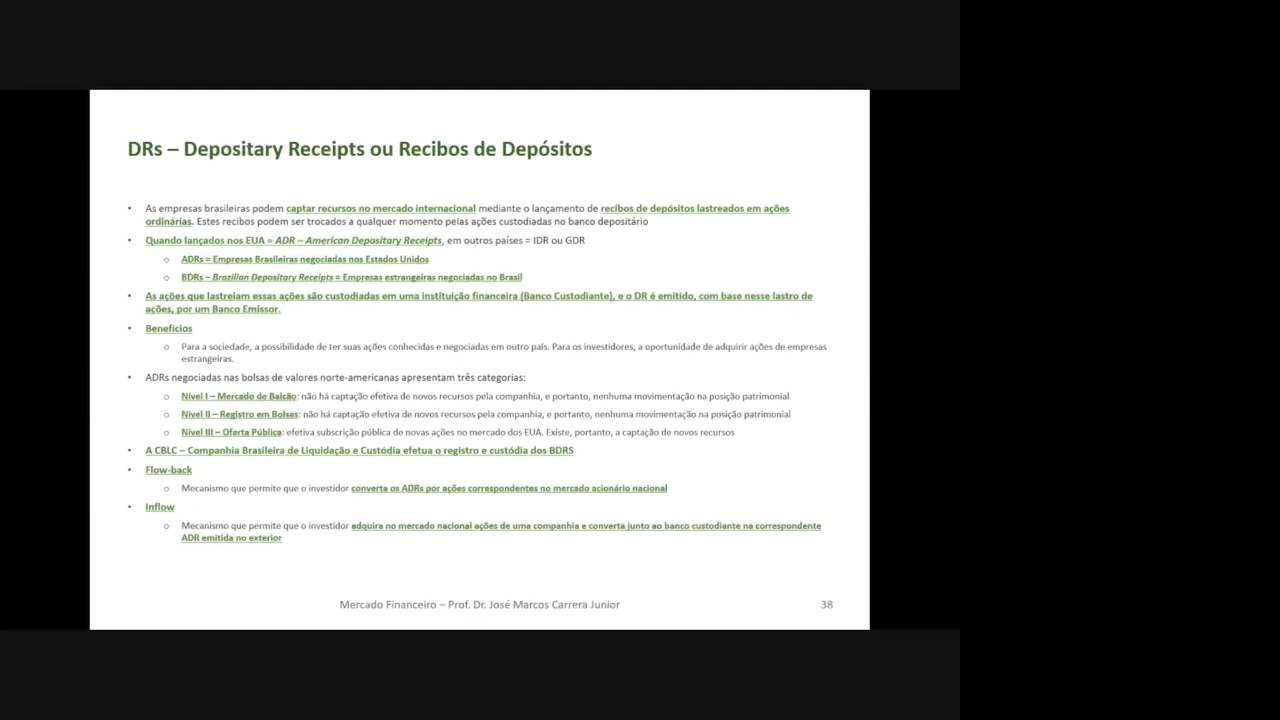 DRs – Depositary Receipts ou Recibos de Depósitos
• As empresas brasileiras podem captar recursos no mercado internacional mediante o lançamento de recibos de depósitos lastreados em ações
ordinárias. Estes recibos podem ser trocados a qualquer momento pelas ações custodiadas no banco depositário
• Quando lançados nos EUA = ADR – American Depositary Receipts, em outros países = IDR ou GDR
o ADRs = Empresas Brasileiras negociadas nos Estados Unidos
o BDRs – Brazilian Depositary Receipts = Empresas estrangeiras negociadas no Brasil
• As ações que lastreiam essas ações são custodiadas em uma instituição financeira (Banco Custodiante), e o DR é emitido, com base nesse lastro de
ações, por um Banco Emissor.
• Benefícios
o Para a sociedade, a possibilidade de ter suas ações conhecidas e negociadas em outro país. Para os investidores, a oportunidade de adquirir ações de empresas
estrangeiras.
• ADRs negociadas nas bolsas de valores norte-americanas apresentam três categorias:
o Nível I – Mercado de Balcão: não há captação efetiva de novos recursos pela companhia, e portanto, nenhuma movimentação na posição patrimonial
o Nível II – Registro em Bolsas: não há captação efetiva de novos recursos pela companhia, e portanto, nenhuma movimentação na posição patrimonial
o Nível III – Oferta Pública: efetiva subscrição pública de novas ações no mercado dos EUA. Existe, portanto, a captação de novos recursos
• A CBLC – Companhia Brasileira de Liquidação e Custódia efetua o registro e custódia dos BDRS
• Flow-back
o Mecanismo que permite que o investidor converta os ADRs por ações correspondentes no mercado acionário nacional
• Inflow
o Mecanismo que permite que o investidor adquira no mercado nacional ações de uma companhia e converta junto ao banco custodiante na correspondente
ADR emitida no exterior
Mercado Financeiro – Prof. Dr. José Marcos Carrera Junior
38